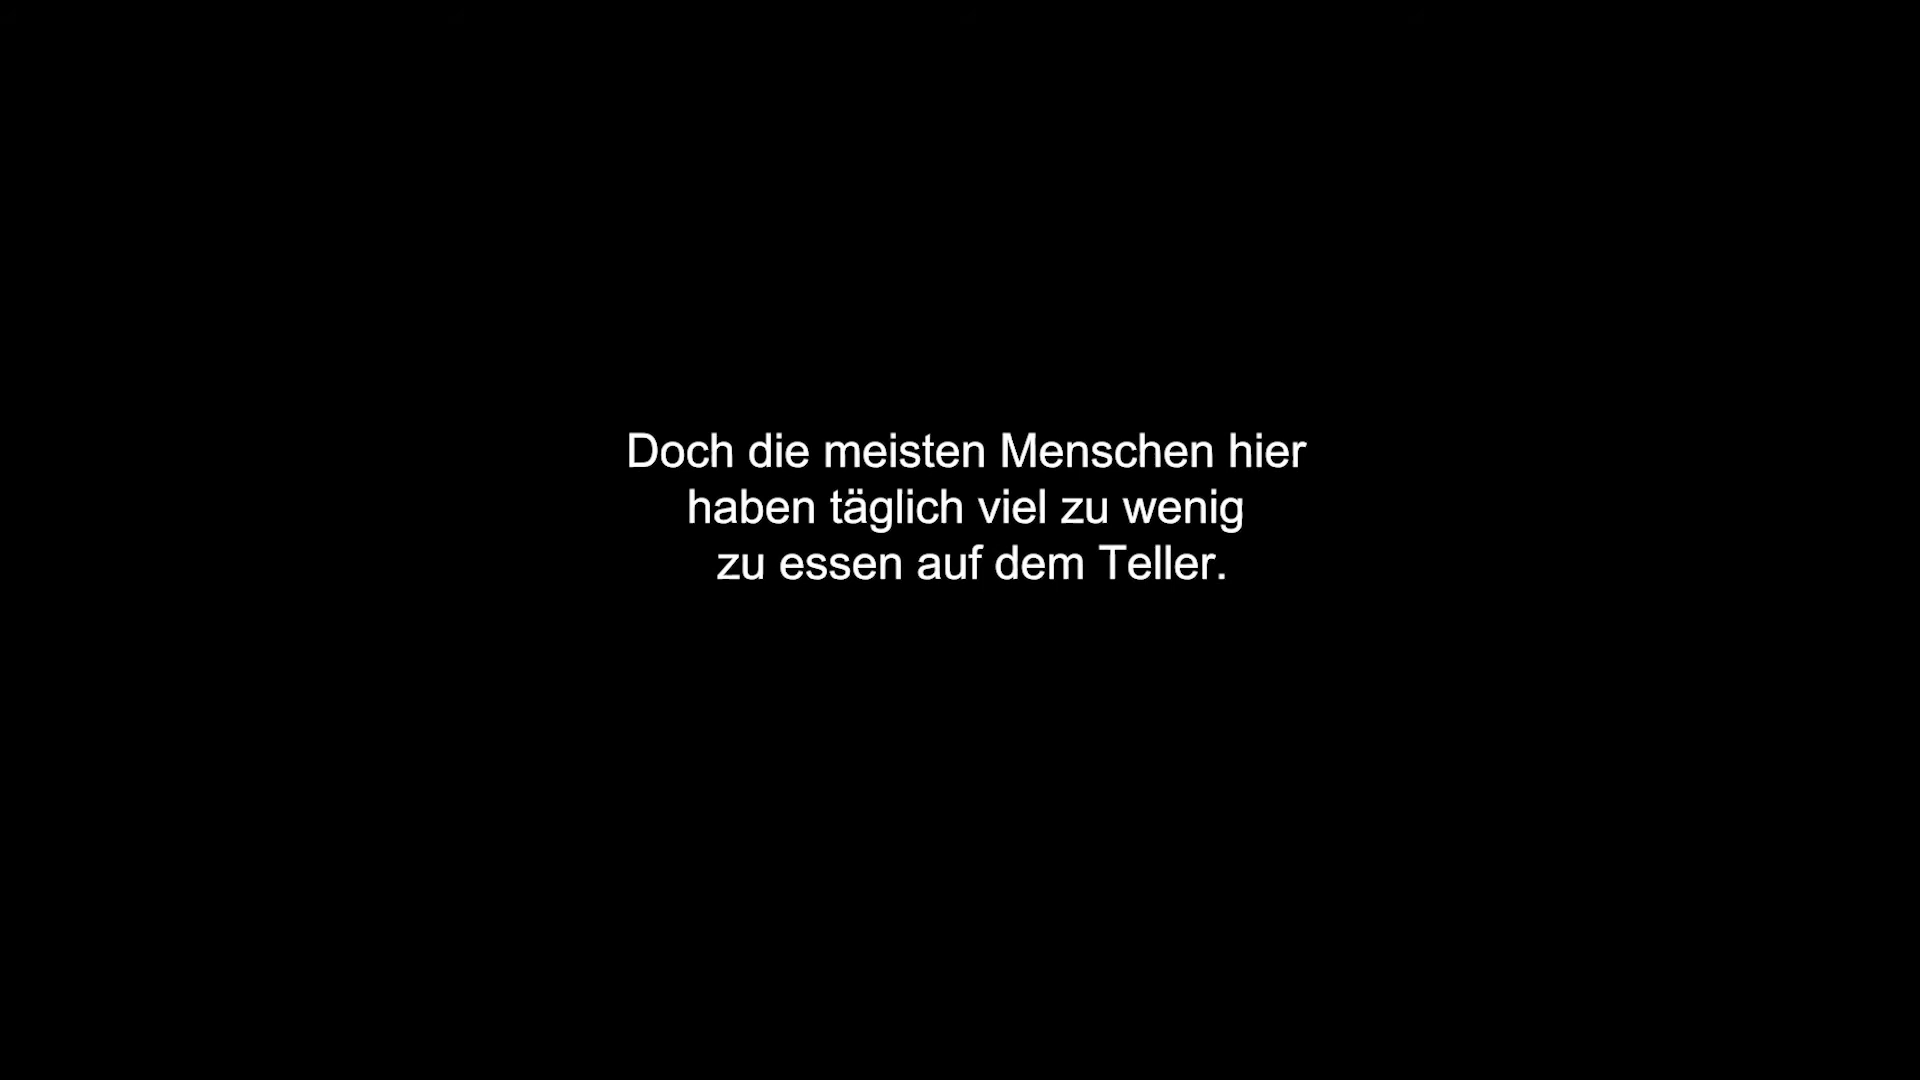 Doch die meisten Menschen hier
haben täglich viel zu wenig
zu essen auf dem Teller.